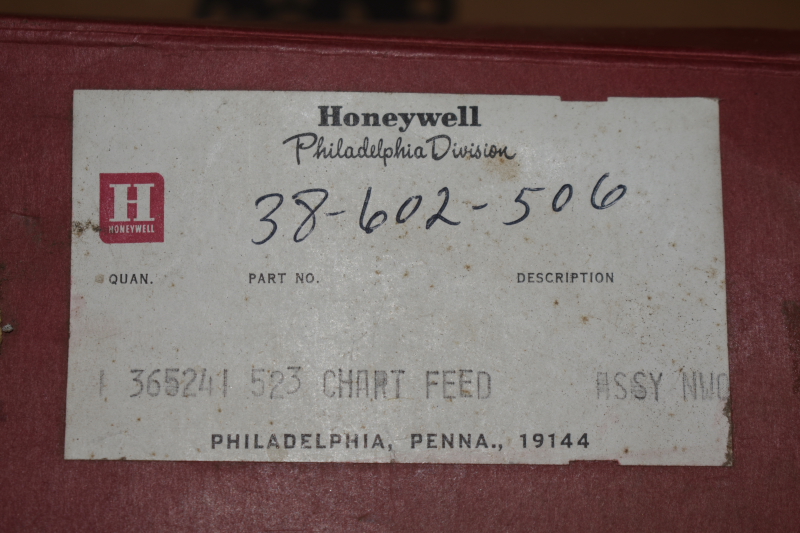 Honeywell
Philadelphia Division
H
HONEYWELL
38-602-506
QUAN. PART NO. DESCRIPTION
1 365241 523 CHART FEED ASSY NWO
PHILADELPHIA, PENNA., 19144